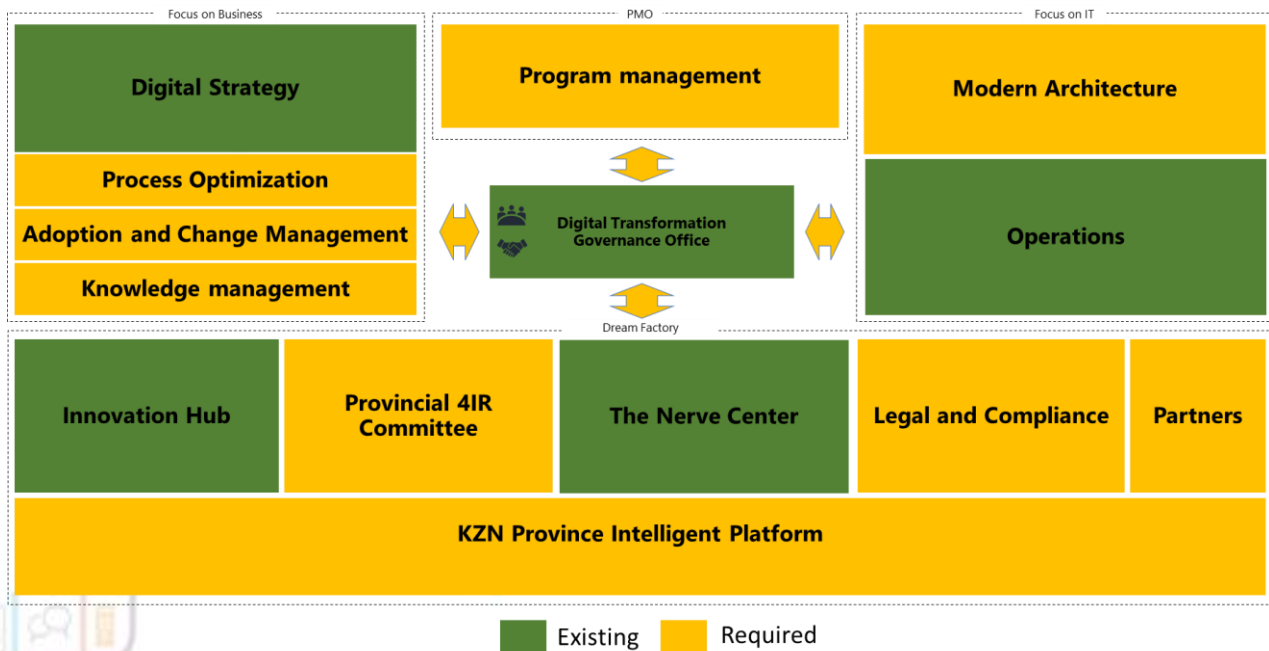 Focus on Business
Digital Strategy
Process Optimization
Adoption and Change Management
Knowledge management
PMO
Program management
Digital Transformation
Governance Office
Focus on IT
Modern Architecture
Operations
Dream Factory
Innovation Hub
Provincial 4IR
Committee
The Nerve Center
Legal and Compliance
Partners
KZN Province Intelligent Platform
Existing
Required